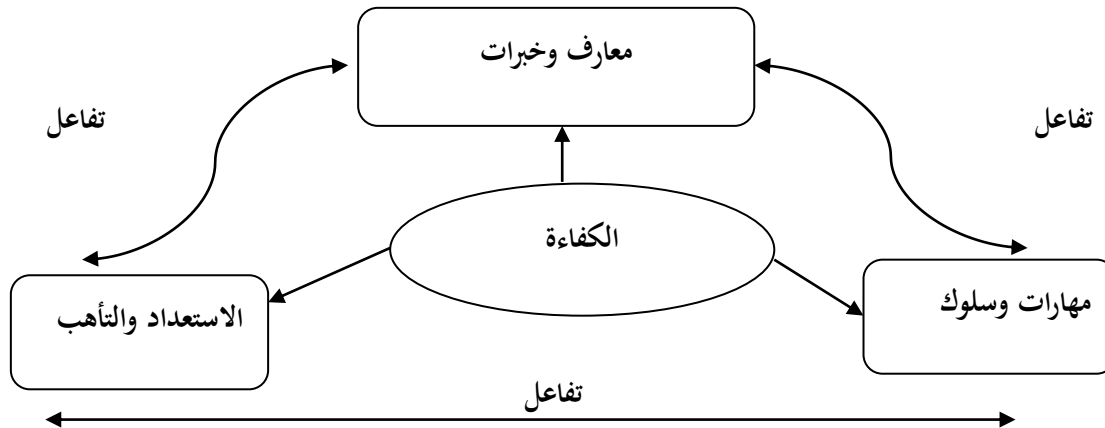 معارف وخبرات
تفاعل
تفاعل
الكفاءة
مهارات وسلوك
الاستعداد والتأهب
تفاعل